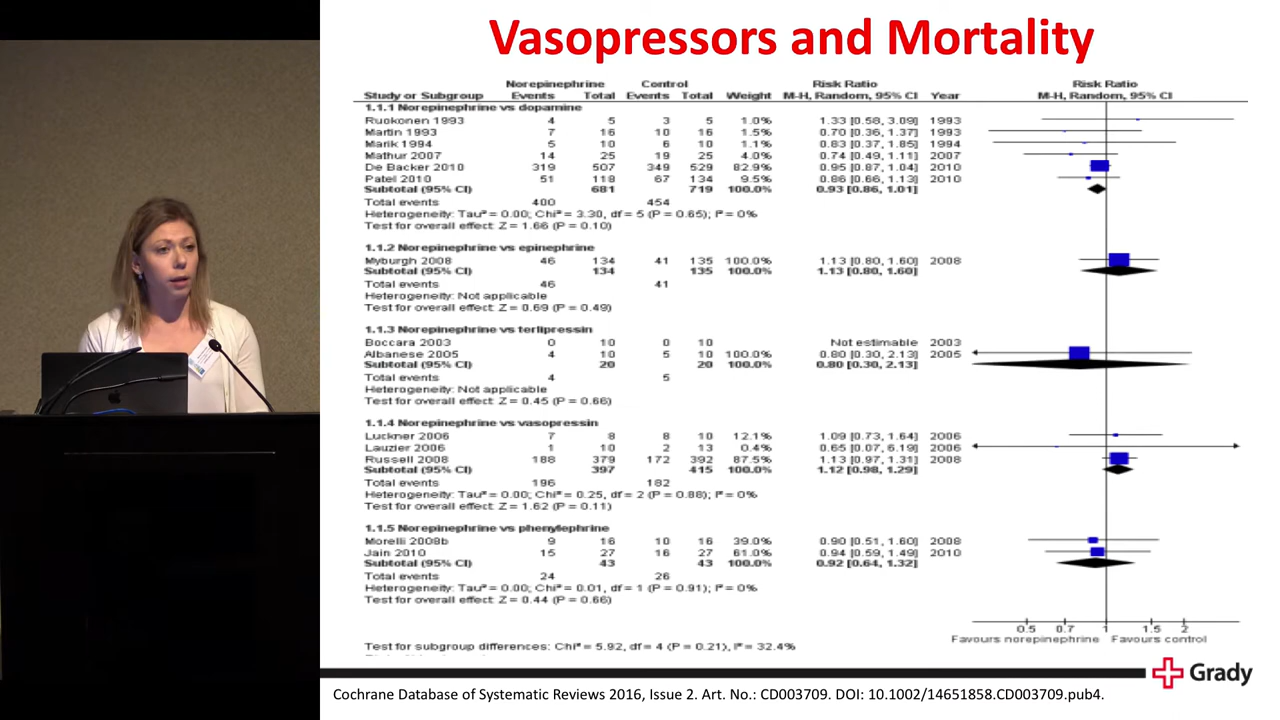 Vasopressors and Mortality
Norepinephrine Control Risk Ratio Risk Ratio
Study or Subgroup Events Total Events Total Weight M-H, Random, 95% CI Year M-H, Random, 95% CI
1.1.1 Norepinephrine vs dopamine
Ruokonen 1993 4 5 3 5 1.0% 1.33 [0.58, 3.09] 1993
Martin 1993 7 16 10 16 1.5% 0.70 [0.36, 1.37] 1993
Marik 1994 5 10 6 10 1.1% 0.83 [0.37, 1.85] 1994
Mathur 2007 14 25 19 25 4.0% 0.74 [0.49, 1.11] 2007
De Backer 2010 319 507 349 529 82.9% 0.95 [0.87, 1.04] 2010
Patel 2010 51 118 67 134 9.5% 0.86 [0.66, 1.13] 2010
Subtotal (95% CI) 681 719 100.0% 0.93 [0.86, 1.01]
Total events 400 454
Heterogeneity: Tau² = 0.00; Chi² = 3.30, df = 5 (P = 0.65); I² = 0%
Test for overall effect: Z = 1.66 (P = 0.10)
1.1.2 Norepinephrine vs epinephrine
Myburgh 2008 46 134 41 135 100.0% 1.13 [0.80, 1.60] 2008
Subtotal (95% CI) 134 135 100.0% 1.13 [0.80, 1.60]
Total events 46 41
Heterogeneity: Not applicable
Test for overall effect: Z = 0.69 (P = 0.49)
1.1.3 Norepinephrine vs terlipressin
Boccara 2003 0 10 0 10 Not estimable 2003
Albanese 2005 4 10 5 10 100.0% 0.80 [0.30, 2.13] 2005
Subtotal (95% CI) 20 20 100.0% 0.80 [0.30, 2.13]
Total events 4 5
Heterogeneity: Not applicable
Test for overall effect: Z = 0.45 (P = 0.66)
1.1.4 Norepinephrine vs vasopressin
Luckner 2006 7 8 8 10 12.1% 1.09 [0.73, 1.64] 2006
Lauzier 2006 1 10 2 13 0.4% 0.65 [0.07, 6.19] 2006
Russell 2008 188 379 172 392 87.5% 1.13 [0.97, 1.31] 2008
Subtotal (95% CI) 397 415 100.0% 1.12 [0.98, 1.29]
Total events 196 182
Heterogeneity: Tau² = 0.00; Chi² = 0.25, df = 2 (P = 0.88); I² = 0%
Test for overall effect: Z = 1.62 (P = 0.11)
1.1.5 Norepinephrine vs phenylephrine
Morelli 2008b 9 16 10 16 39.0% 0.90 [0.51, 1.60] 2008
Jain 2010 15 27 16 27 61.0% 0.94 [0.59, 1.49] 2010
Subtotal (95% CI) 43 43 100.0% 0.92 [0.64, 1.32]
Total events 24 26
Heterogeneity: Tau² = 0.00; Chi² = 0.01, df = 1 (P = 0.91); I² = 0%
Test for overall effect: Z = 0.44 (P = 0.66)
0.5 0.7 1 1.5 2
Favours norepinephrine Favours control
Test for subgroup differences: Chi² = 5.92, df = 4 (P = 0.21), I² = 32.4%
Grady
Cochrane Database of Systematic Reviews 2016, Issue 2. Art. No.: CD003709. DOI: 10.1002/14651858.CD003709.pub4.